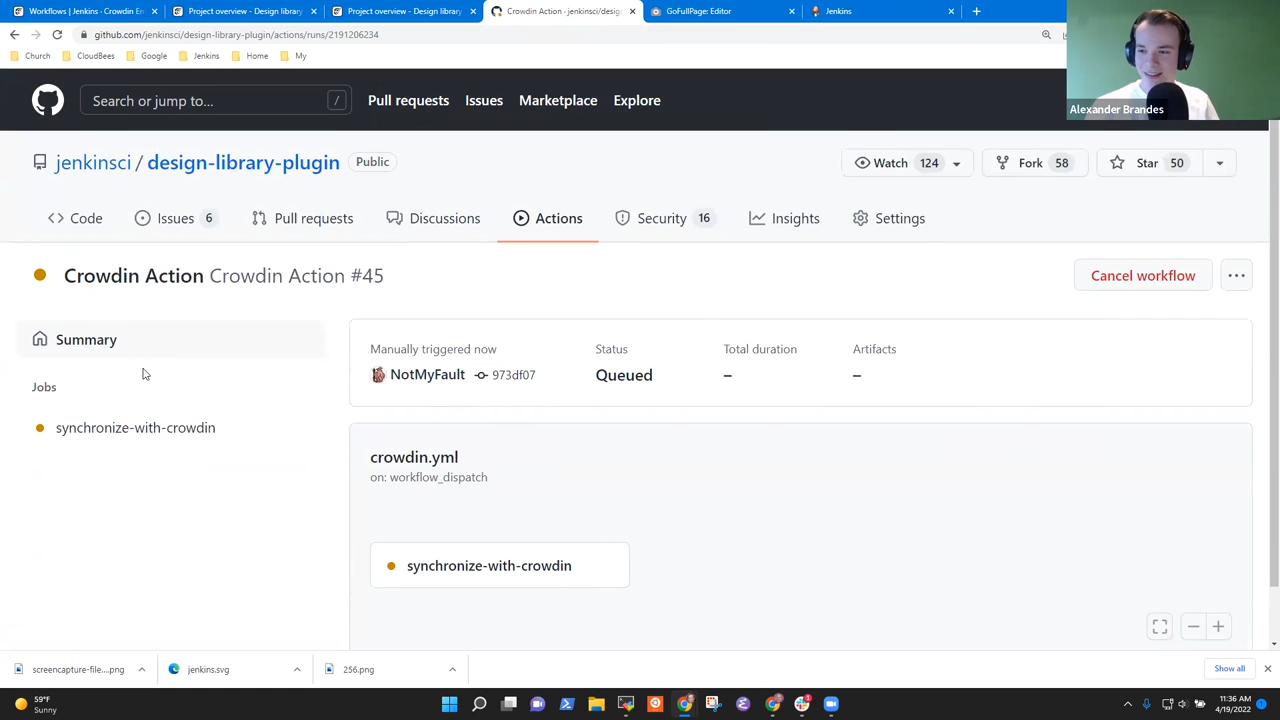 Workflows | Jenkins - Crowdin En
Project overview - Design library
Project overview - Design library
Crowdin Action · jenkinsci/desig
GoFullPage: Editor
Jenkins
github.com/jenkinsci/design-library-plugin/actions/runs/2191206234
Church
CloudBees
Google
Jenkins
Home
My
Alexander Brandes
Search or jump to...
/
Pull requests
Issues
Marketplace
Explore
jenkinsci / design-library-plugin
Public
Watch 124
Fork 58
Star 50
Code
Issues 6
Pull requests
Discussions
Actions
Security 16
Insights
Settings
Crowdin Action Crowdin Action #45
Cancel workflow
Summary
Jobs
synchronize-with-crowdin
Manually triggered now
NotMyFault 973df07
Status
Queued
Total duration
–
Artifacts
–
crowdin.yml
on: workflow_dispatch
synchronize-with-crowdin
screencapture-file....png
jenkins.svg
256.png
Show all
59°F
Sunny
11:36 AM
4/19/2022